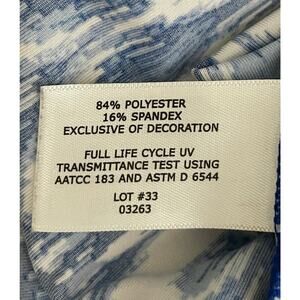 84% POLYESTER
16% SPANDEX
EXCLUSIVE OF DECORATION
FULL LIFE CYCLE UV
TRANSMITTANCE TEST USING
AATCC 183 AND ASTM D 6544
LOT #33
03263